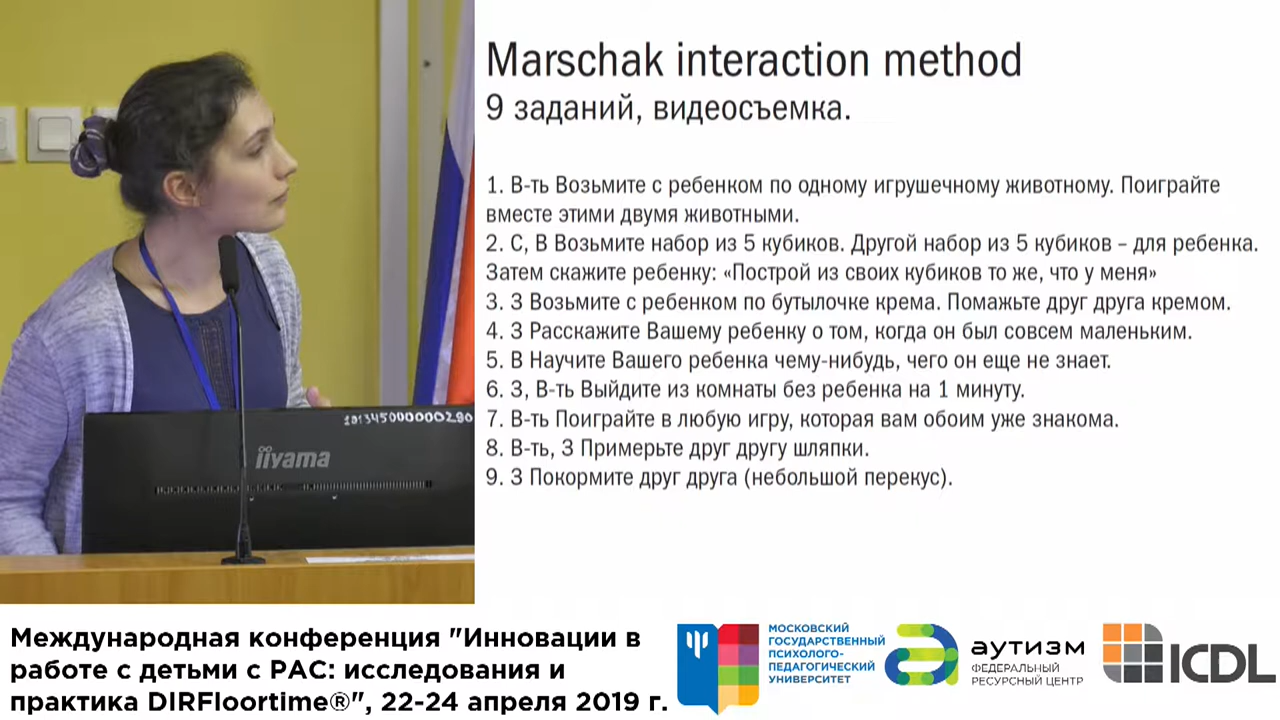 Marschak interaction method
9 заданий, видеосъемка.
1. В-ть Возьмите с ребенком по одному игрушечному животному. Поиграйте
вместе этими двумя животными.
2. С, В Возьмите набор из 5 кубиков. Другой набор из 5 кубиков – для ребенка.
Затем скажите ребенку: «Построй из своих кубиков то же, что у меня»
3. З Возьмите с ребенком по бутылочке крема. Помажьте друг друга кремом.
4. З Расскажите Вашему ребенку о том, когда он был совсем маленьким.
5. В Научите Вашего ребенка чему-нибудь, чего он еще не знает.
6. З, В-ть Выйдите из комнаты без ребенка на 1 минуту.
7. В-ть Поиграйте в любую игру, которая вам обоим уже знакома.
8. В-ть, З Примерьте друг другу шляпки.
9. З Покормите друг друга (небольшой перекус).
iiyama
Международная конференция "Инновации в
работе с детьми с РАС: исследования и
практика DIRFloortime®", 22-24 апреля 2019 г.
МОСКОВСКИЙ
ГОСУДАРСТВЕННЫЙ
ПСИХОЛОГО-
ПЕДАГОГИЧЕСКИЙ
УНИВЕРСИТЕТ
аутизм
ФЕДЕРАЛЬНЫЙ
РЕСУРСНЫЙ ЦЕНТР
ICDL